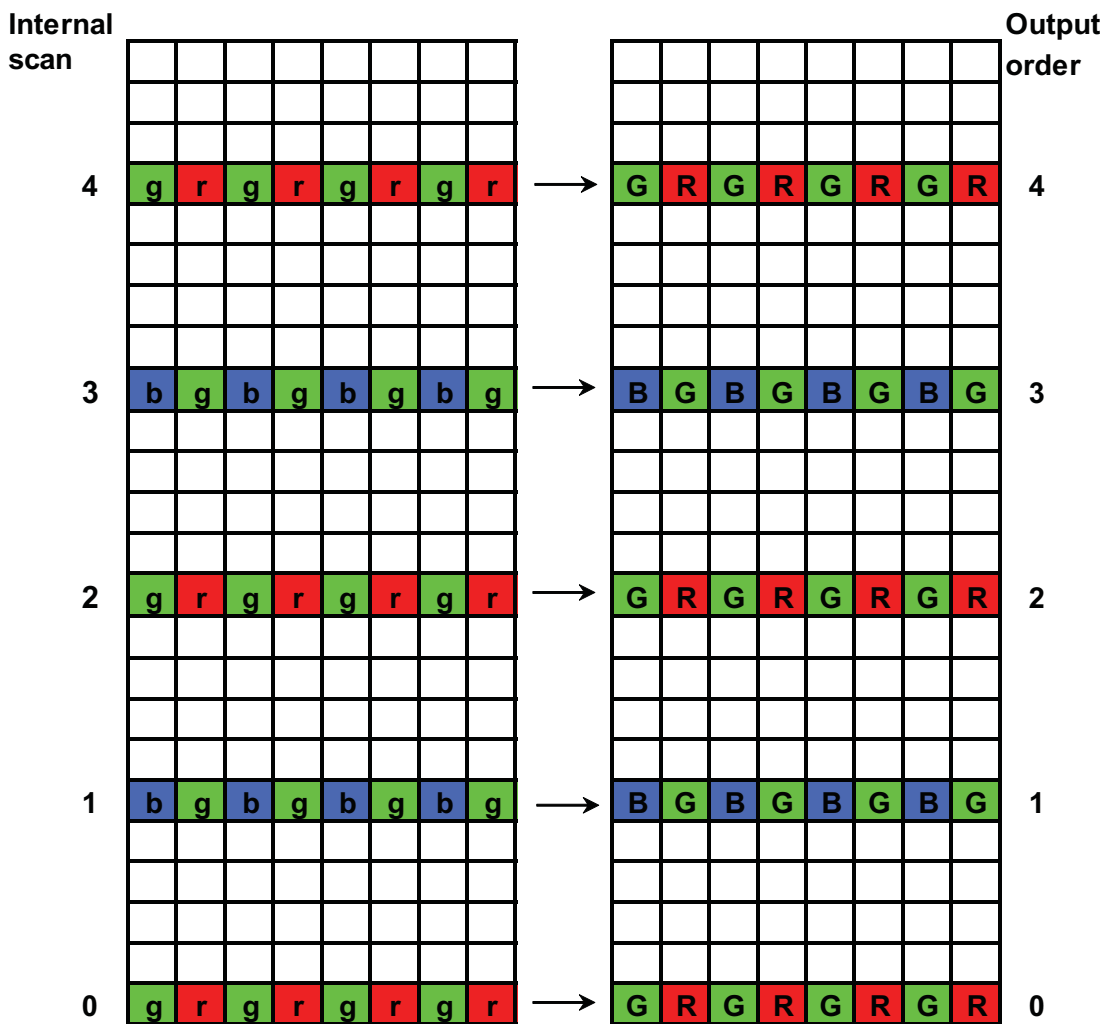 Internal scan
Output order
4 g r g r g r g r G R G R G R G R 4
3 b g b g b g b g B G B G B G B G 3
2 g r g r g r g r G R G R G R G R 2
1 b g b g b g b g B G B G B G B G 1
0 g r g r g r g r G R G R G R G R 0